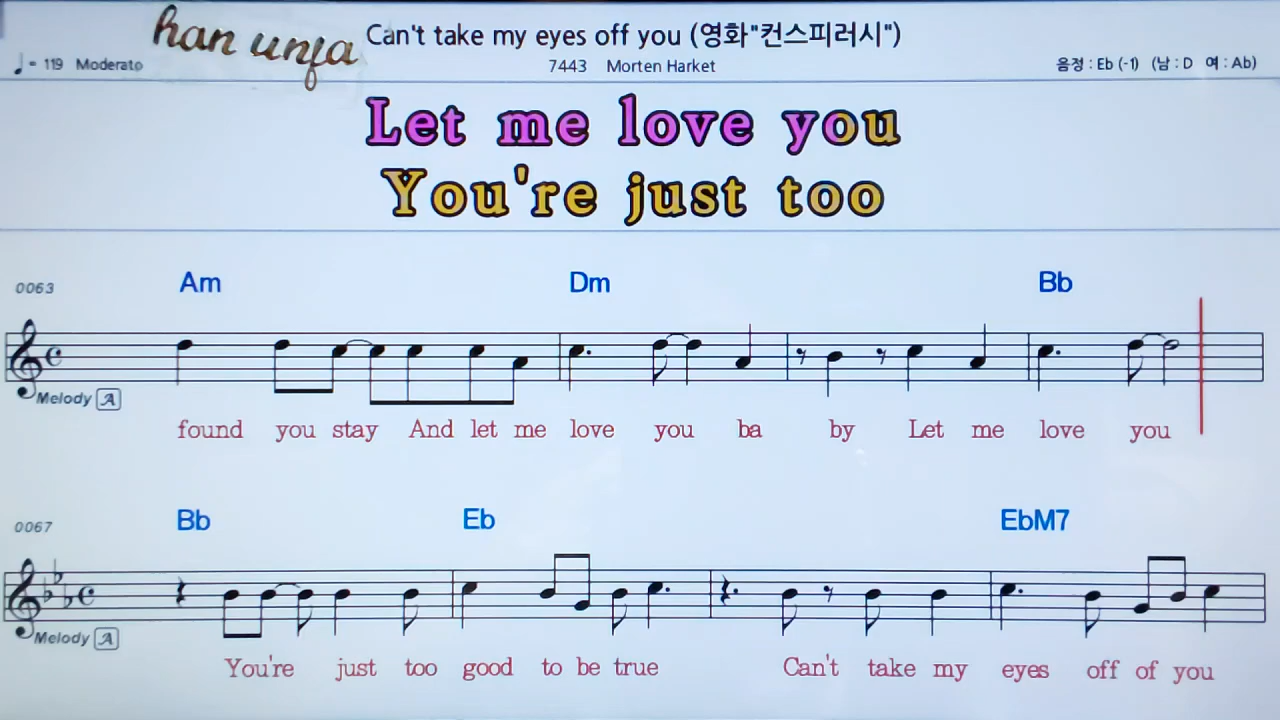 han unja
Can't take my eyes off you (영화"컨스피러시")
♩= 119 Moderato
7443 Morten Harket
음정 : Eb (-1) (남 : D 여 : Ab)
Let me love you
You're just too
0063 Am Dm Bb
Melody A
found you stay And let me love you ba by Let me love you
0067 Bb Eb EbM7
Melody A
You're just too good to be true Can't take my eyes off of you